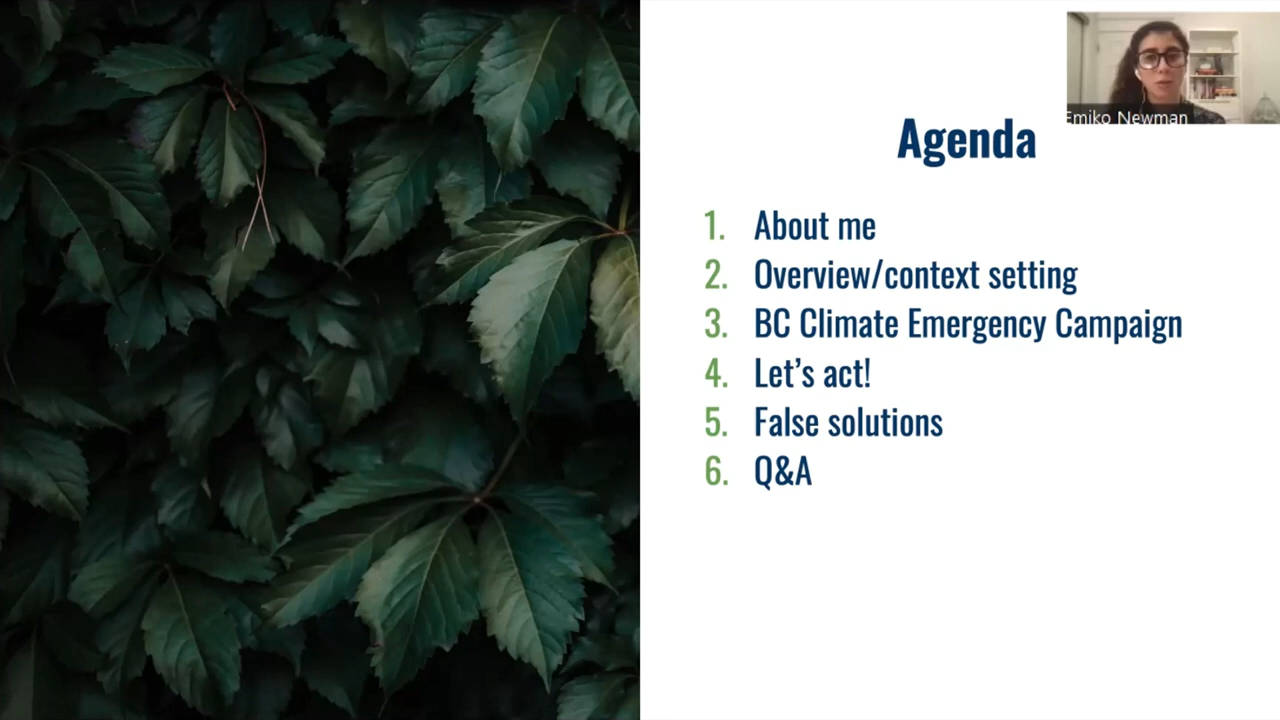 Emiko Newman
Agenda
1. About me
2. Overview/context setting
3. BC Climate Emergency Campaign
4. Let’s act!
5. False solutions
6. Q&A